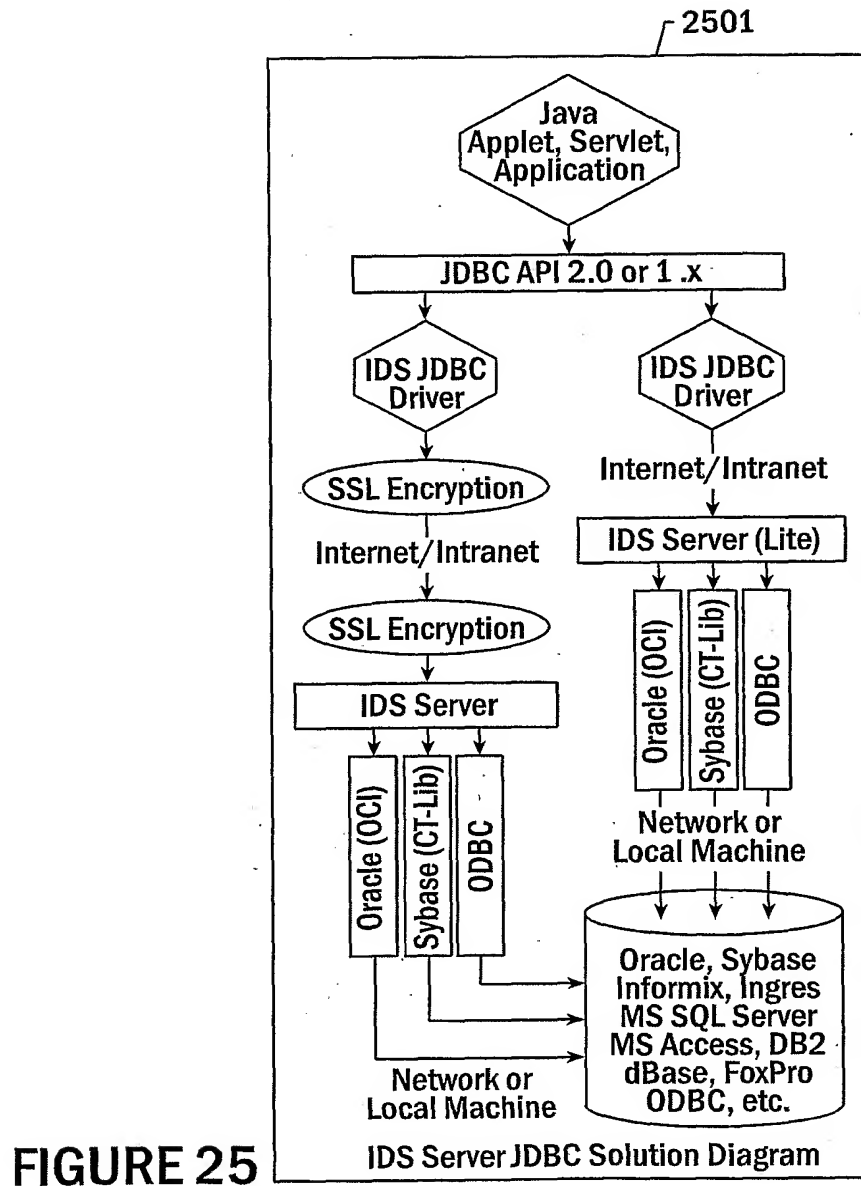 2501
Java
Applet, Servlet,
Application
JDBC API 2.0 or 1 .x
IDS JDBC
Driver
SSL Encryption
Internet/Intranet
SSL Encryption
IDS Server
Oracle (OCI)
Sybase (CT-Lib)
ODBC
Network or
Local Machine
IDS JDBC
Driver
Internet/Intranet
IDS Server (Lite)
Oracle (OCI)
Sybase (CT-Lib)
ODBC
Network or
Local Machine
Oracle, Sybase
Informix, Ingres
MS SQL Server
MS Access, DB2
dBase, FoxPro
ODBC, etc.
IDS Server JDBC Solution Diagram
FIGURE 25